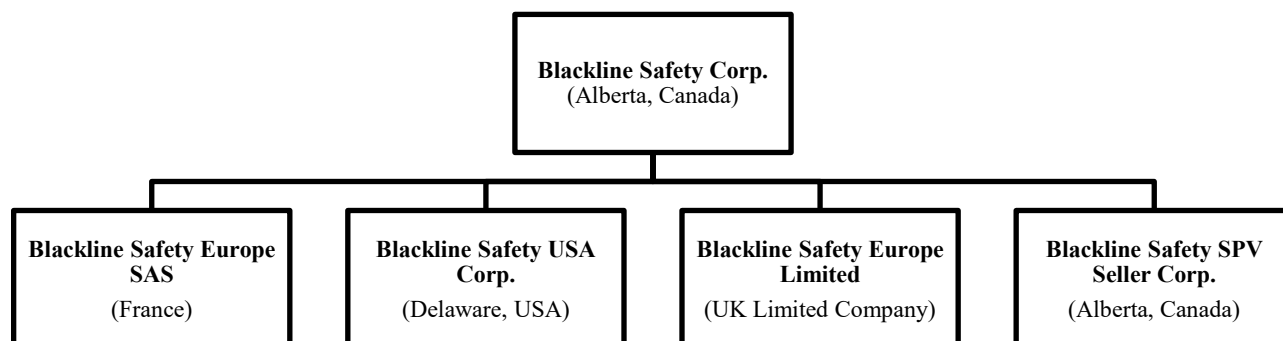 Blackline Safety Corp.
(Alberta, Canada)
Blackline Safety Europe
SAS
(France)
Blackline Safety USA
Corp.
(Delaware, USA)
Blackline Safety Europe
Limited
(UK Limited Company)
Blackline Safety SPV
Seller Corp.
(Alberta, Canada)